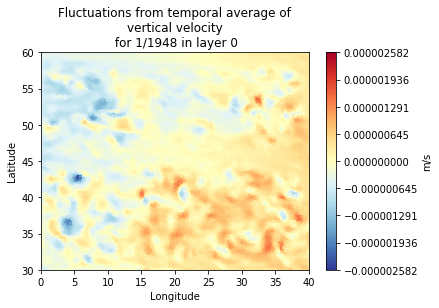 Fluctuations from temporal average of
vertical velocity
for 1/1948 in layer 0
60
55
50
45
40
35
30
Latitude
0 5 10 15 20 25 30 35 40
Longitude
0.000002582
0.000001936
0.000001291
0.000000645
0.000000000
−0.000000645
−0.000001291
−0.000001936
−0.000002582
m/s